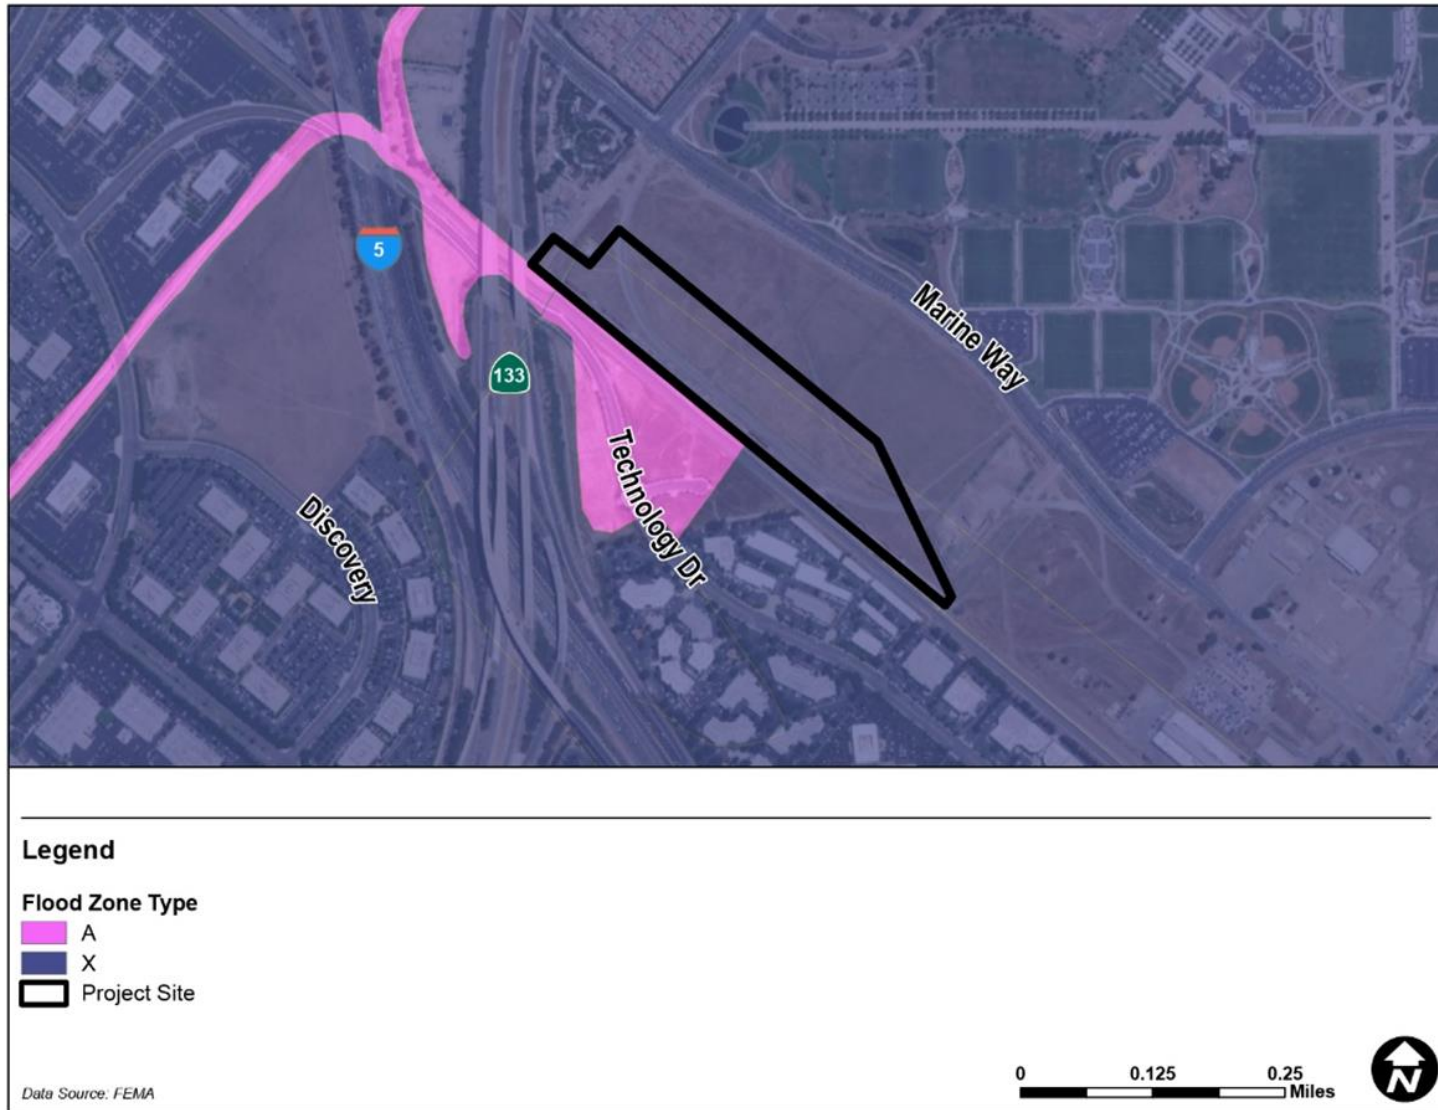 5
Marine Way
133
Technology Dr
Discovery
Legend
Flood Zone Type
A
X
Project Site
Data Source: FEMA
0 0.125 0.25
Miles
N